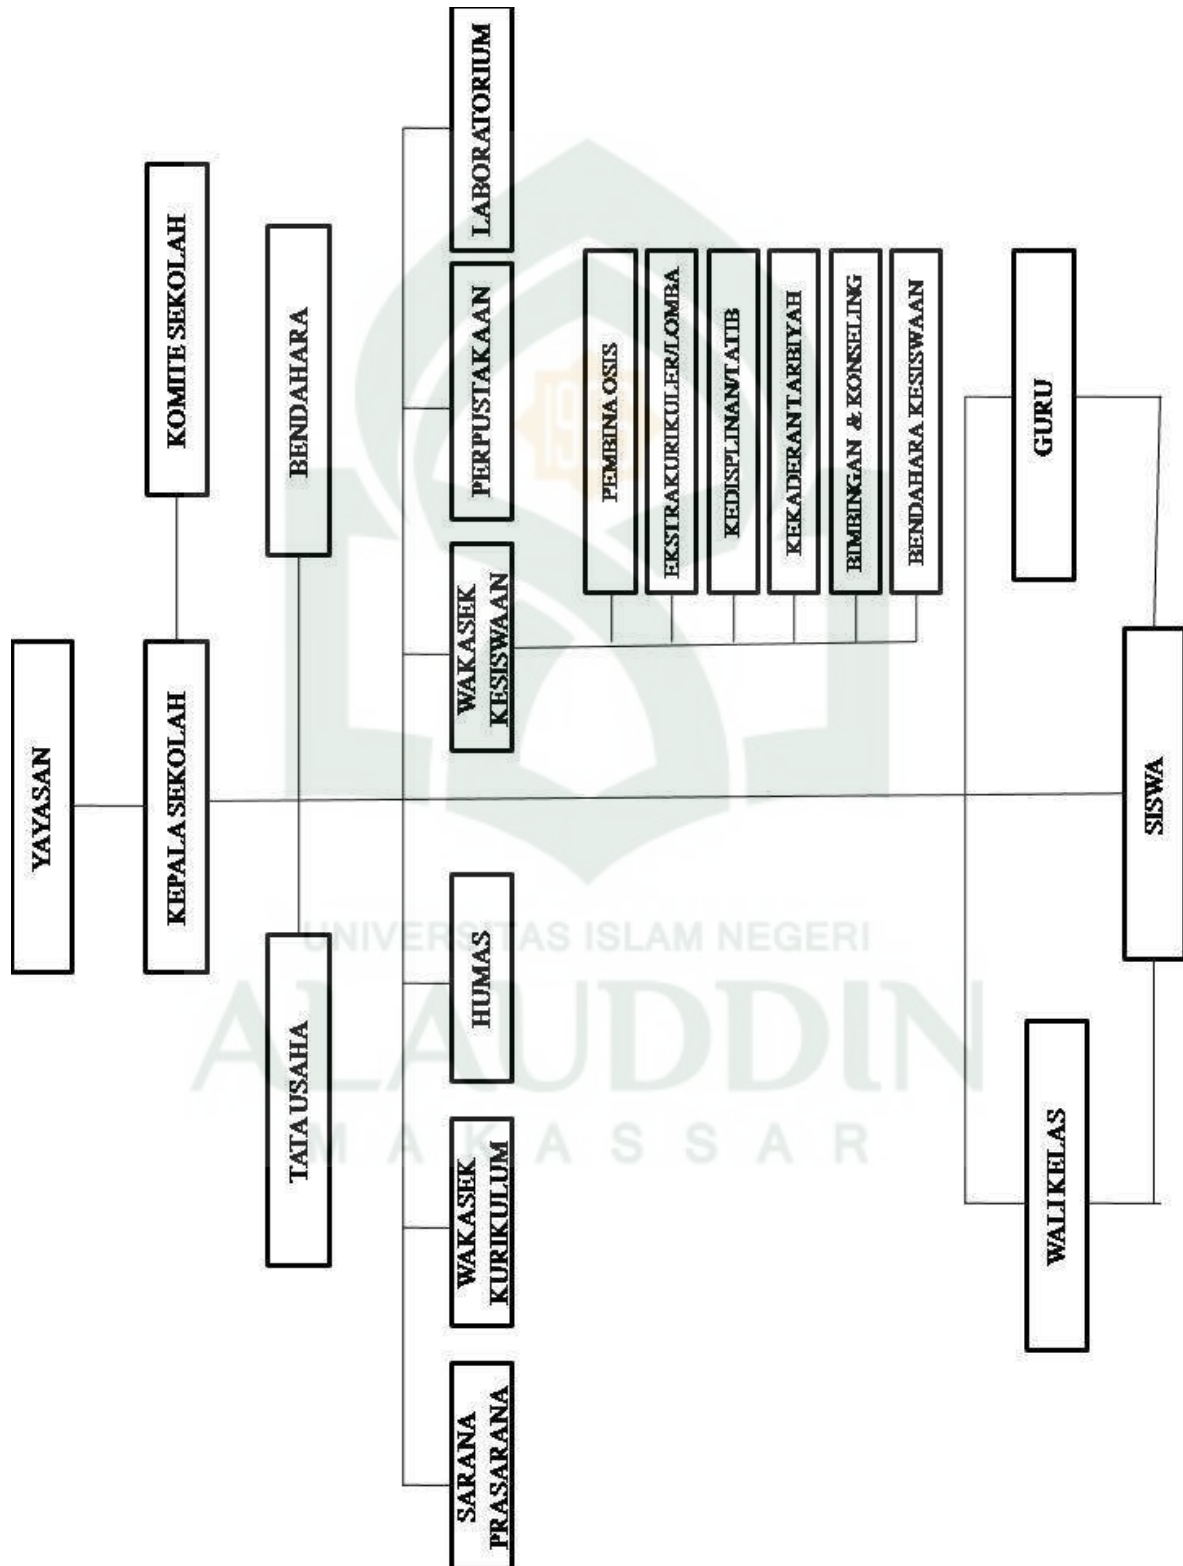 YAYASAN
KEPALA SEKOLAH
KOMITE SEKOLAH
TATA USAHA
BENDAHARA
SARANA
PRASARANA
WAKASEK
KURIKULUM
HUMAS
WAKASEK
KESISWAAN
PERPUSTAKAAN
LABORATORIUM
PEMBINA OSIS
EKSTRAKURIKULER/LOMBA
KEDISPLINAN/TATIB
KEKADERAN TARBIYAH
BIMBINGAN & KONSELING
BENDAHARA KESISWAAN
WALI KELAS
GURU
SISWA
UNIVERSITAS ISLAM NEGERI
ALAUDDIN
MAKASSAR